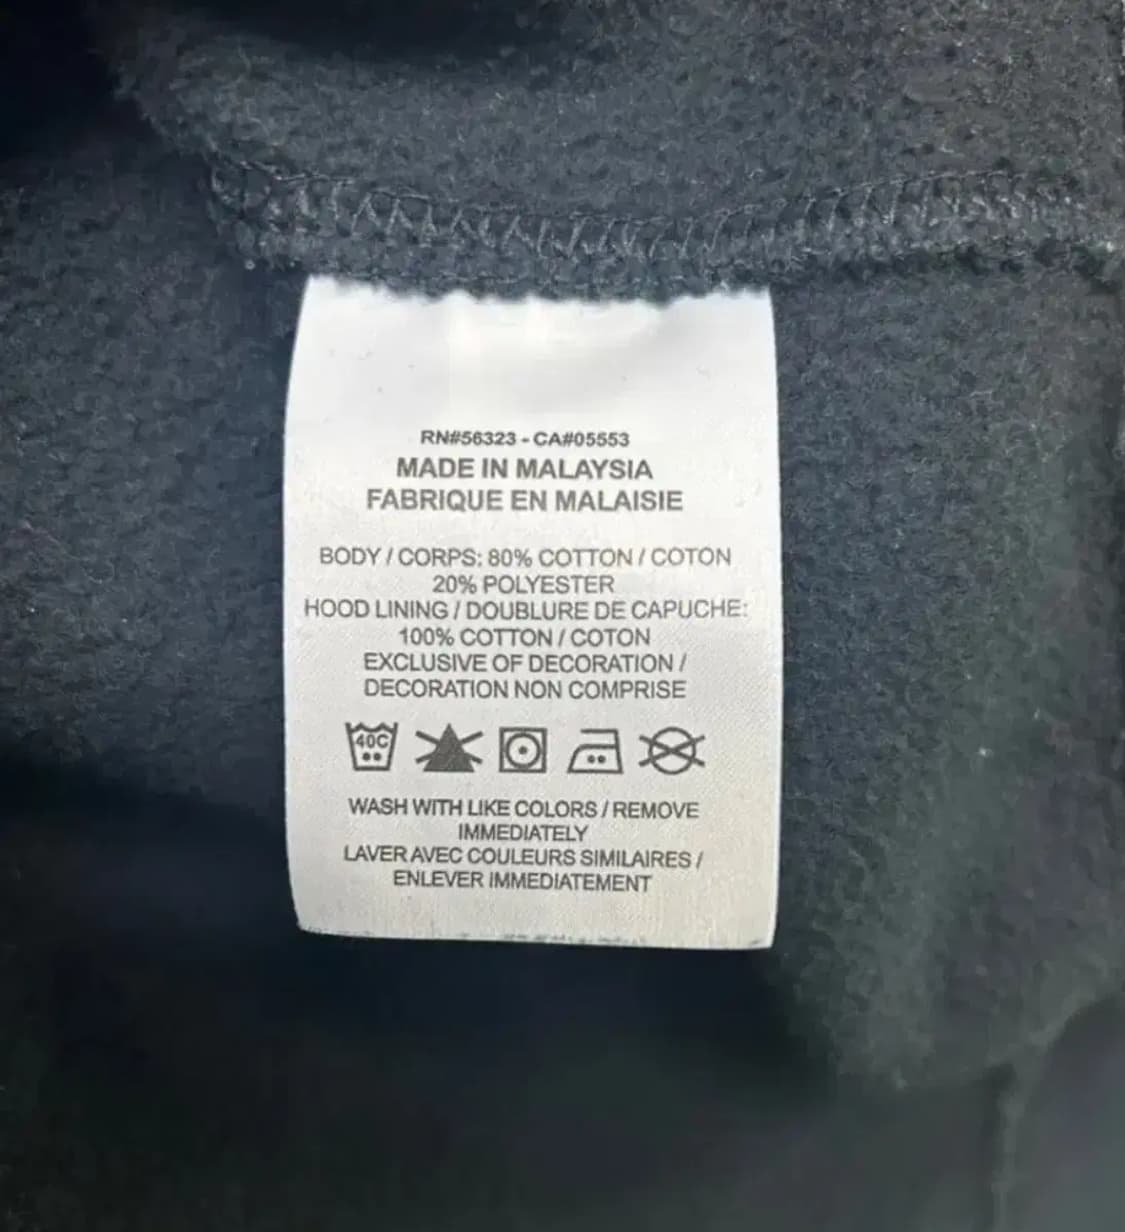 RN#56323 - CA#05553
MADE IN MALAYSIA
FABRIQUE EN MALAISIE
BODY / CORPS: 80% COTTON / COTON
20% POLYESTER
HOOD LINING / DOUBLURE DE CAPUCHE:
100% COTTON / COTON
EXCLUSIVE OF DECORATION /
DECORATION NON COMPRISE
40C
WASH WITH LIKE COLORS / REMOVE
IMMEDIATELY
LAVER AVEC COULEURS SIMILAIRES /
ENLEVER IMMEDIATEMENT